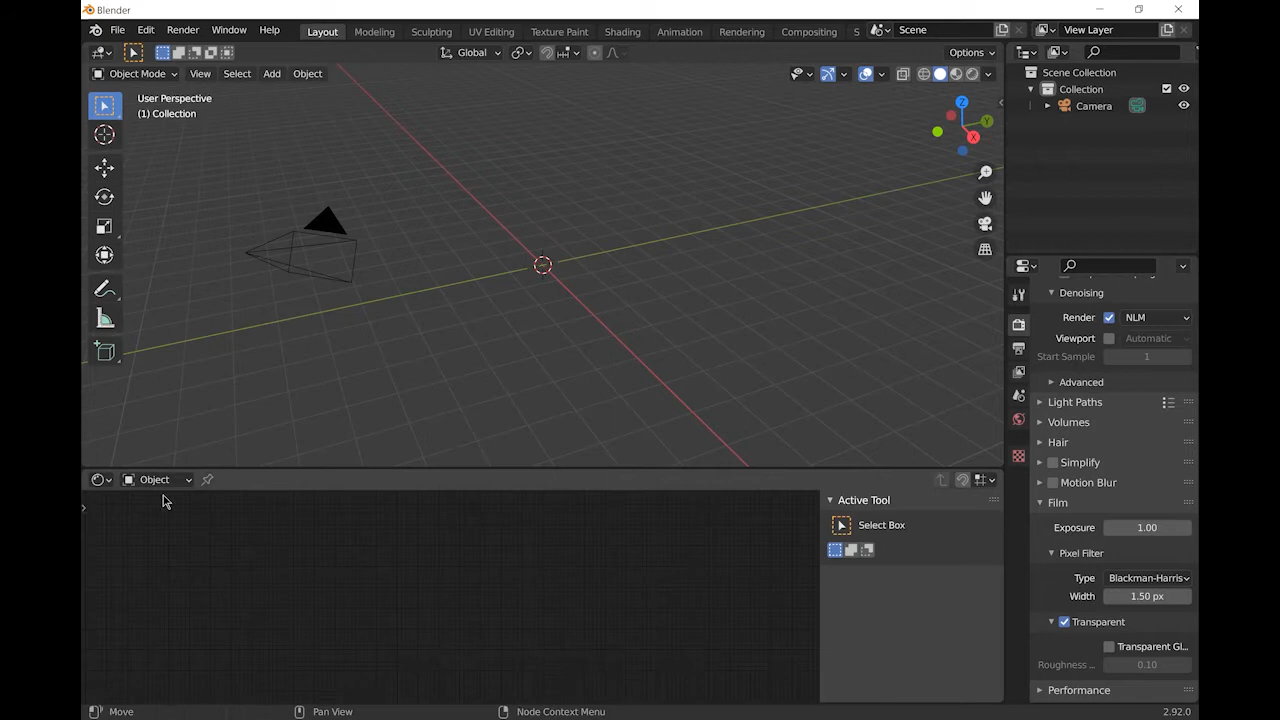 Blender
File Edit Render Window Help Layout Modeling Sculpting UV Editing Texture Paint Shading Animation Rendering Compositing S Scene View Layer
Global Options
Object Mode View Select Add Object
User Perspective
(1) Collection
Z
Y
X
Scene Collection
Collection
Camera
Denoising
Render NLM
Viewport Automatic
Start Sample 1
Advanced
Light Paths
Volumes
Hair
Simplify
Motion Blur
Film
Exposure 1.00
Pixel Filter
Type Blackman-Harris
Width 1.50 px
Transparent
Transparent Gl...
Roughness ... 0.10
Performance
Object
Active Tool
Select Box
Move Pan View Node Context Menu 2.92.0